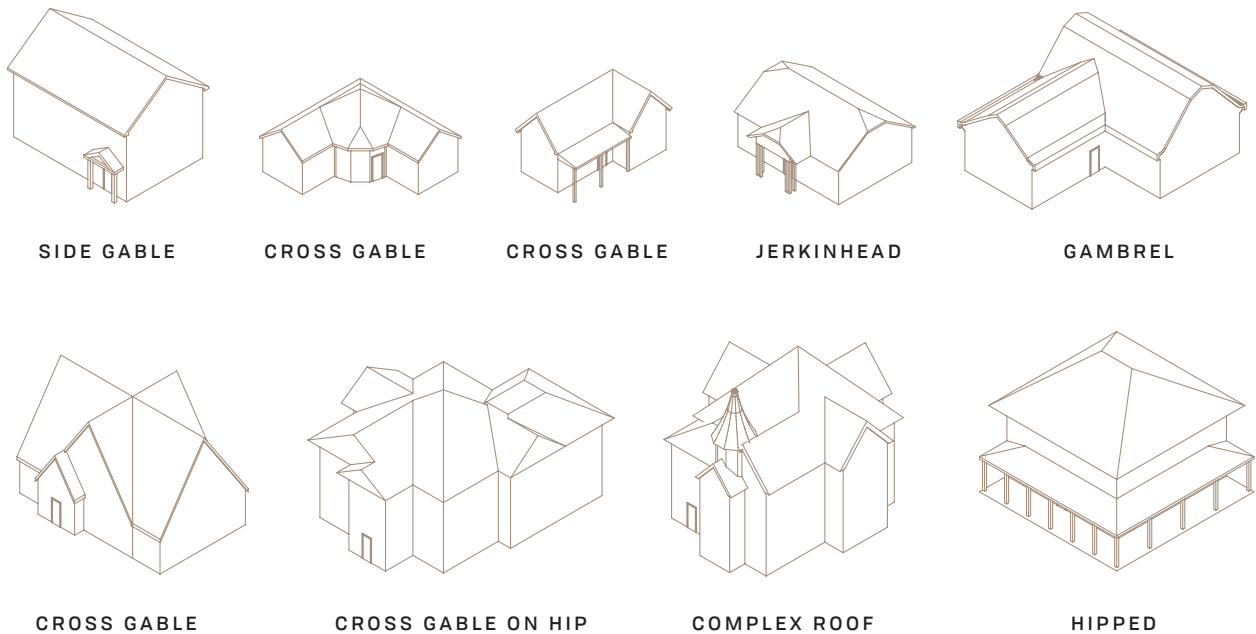 SIDE GABLE
CROSS GABLE
CROSS GABLE
JERKINHEAD
GAMBREL
CROSS GABLE
CROSS GABLE ON HIP
COMPLEX ROOF
HIPPED